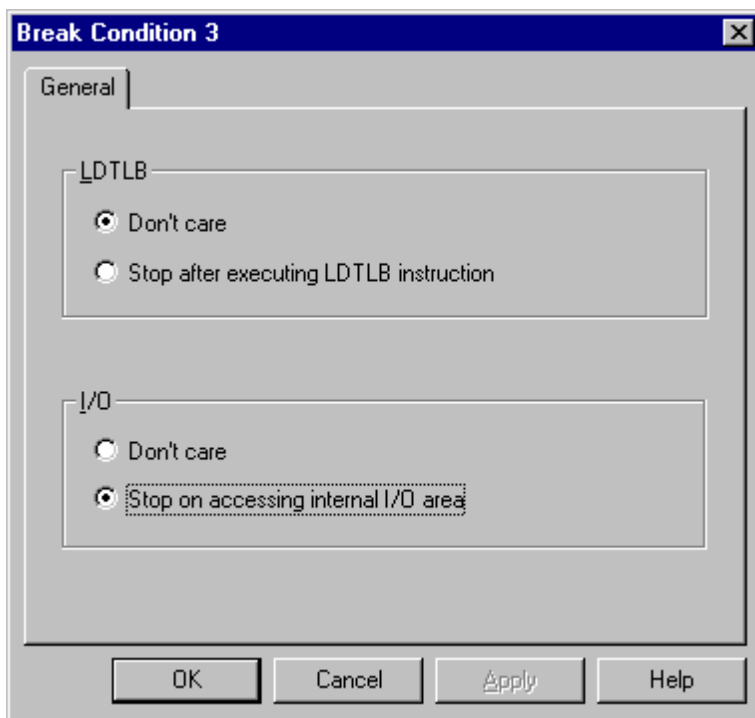 Break Condition 3
General
LDTLB
Don't care
Stop after executing LDTLB instruction
I/O
Don't care
Stop on accessing internal I/O area
OK Cancel Apply Help